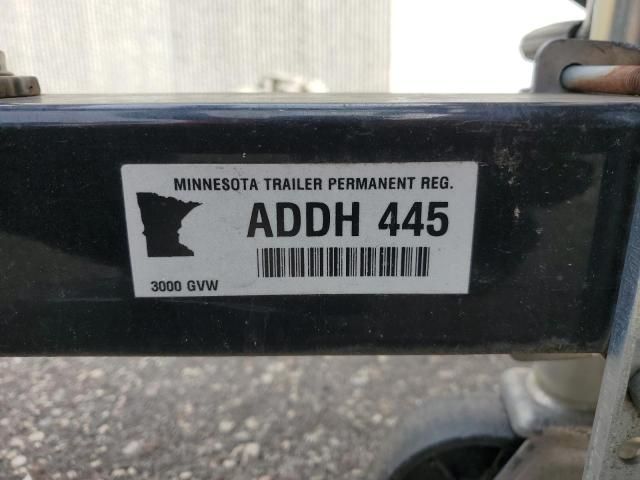 MINNESOTA TRAILER PERMANENT REG.
ADDH 445
3000 GVW